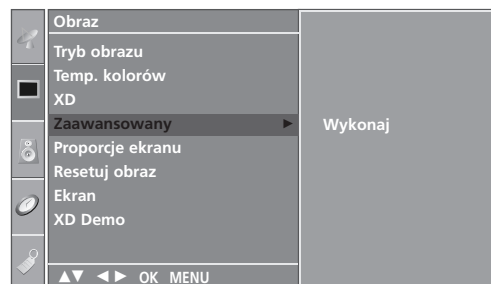 Obraz
Tryb obrazu
Temp. kolorów
XD
Zaawansowany ►
Wykonaj
Proporcje ekranu
Resetuj obraz
Ekran
XD Demo
▲▼ ◄► OK MENU